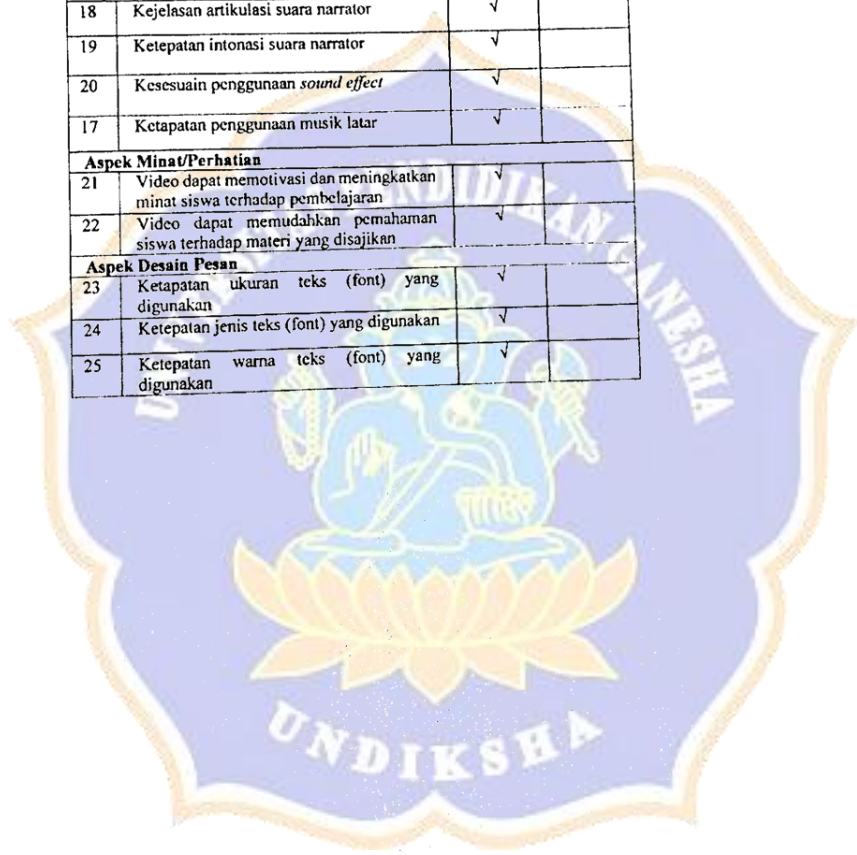 18 Kejelasan artikulasi suara narrator √
19 Ketepatan intonasi suara narrator √
20 Kesesuain penggunaan sound effect √
17 Ketapatan penggunaan musik latar √
Aspek Minat/Perhatian
21 Video dapat memotivasi dan meningkatkan √
minat siswa terhadap pembelajaran
22 Video dapat memudahkan pemahaman √
siswa terhadap materi yang disajikan
Aspek Desain Pesan
23 Ketapatan ukuran teks (font) yang √
digunakan
24 Ketepatan jenis teks (font) yang digunakan √
25 Ketepatan warna teks (font) yang √
digunakan
UNIVERSITAS PENDIDIKAN GANESHA
UNDIKSHA